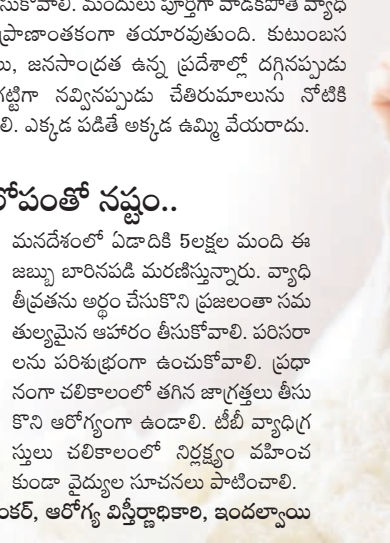 సుకోవాలి. మందులు పూర్తిగా వాడకపోతే వ్యాధి
ప్రాణాంతకంగా తయారవుతుంది. కుటుంబస
లు, జనసాంద్రత ఉన్న ప్రదేశాల్లో దగ్గినప్పుడు
గట్టిగా నవ్వినప్పుడు చేతిరుమాలును నోటికి
లి. ఎక్కడ పడితే అక్కడ ఉమ్మి వేయరాదు.
లోపంతో నష్టం..
మనదేశంలో ఏడాదికి 5లక్షల మంది ఈ
జబ్బు బారినపడి మరణిస్తున్నారు. వ్యాధి
తీవ్రతను అర్థం చేసుకొని ప్రజలంతా సమ
తుల్యమైన ఆహారం తీసుకోవాలి. పరిసరా
లను పరిశుభ్రంగా ఉంచుకోవాలి. ప్రధా
నంగా చలికాలంలో తగిన జాగ్రత్తలు తీసు
కొని ఆరోగ్యంగా ఉండాలి. టీబీ వ్యాధిగ్ర
స్తులు చలికాలంలో నిర్లక్ష్యం వహించ
కుండా వైద్యుల సూచనలు పాటించాలి.
ంకర్, ఆరోగ్య విస్తీర్ణాధికారి, ఇందల్వాయి